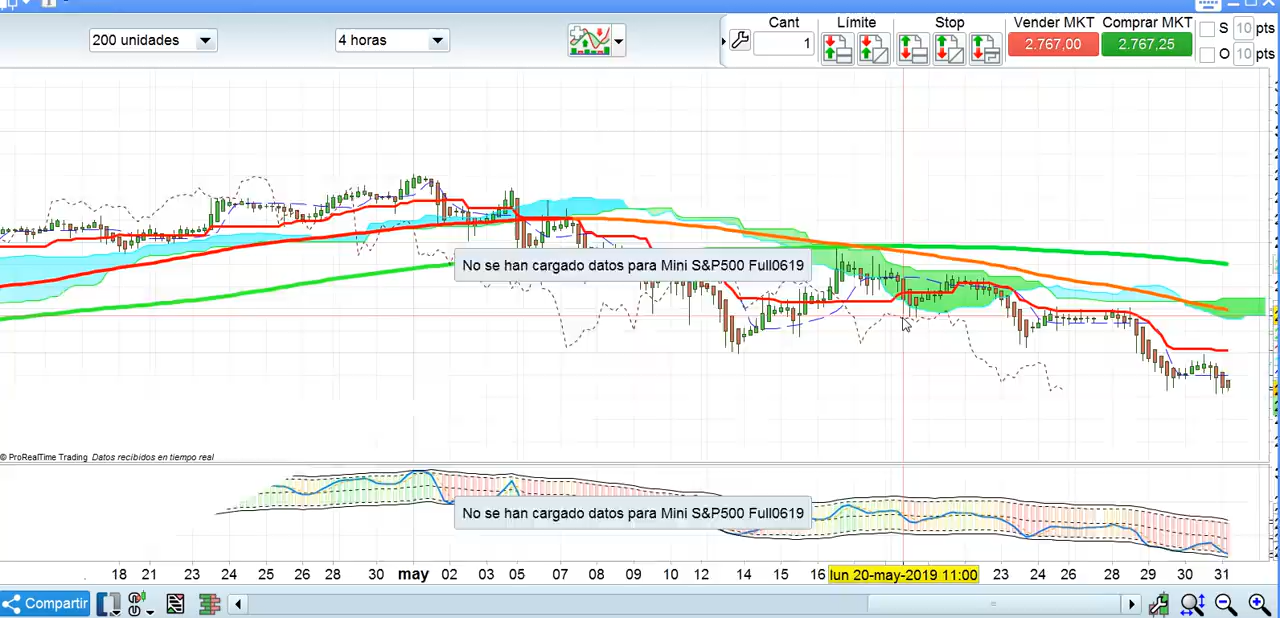 Cant Límite Stop Vender MKT Comprar MKT
200 unidades 4 horas 1 2.767,00 2.767,25
S 10 pts
O 10 pts
No se han cargado datos para Mini S&P500 Full0619
© ProRealTime Trading Datos recibidos en tiempo real
No se han cargado datos para Mini S&P500 Full0619
18 21 23 24 25 26 28 30 may 02 03 05 07 08 09 10 12 14 15 16 lun 20-may-2019 11:00 23 24 26 28 29 30 31
Compartir